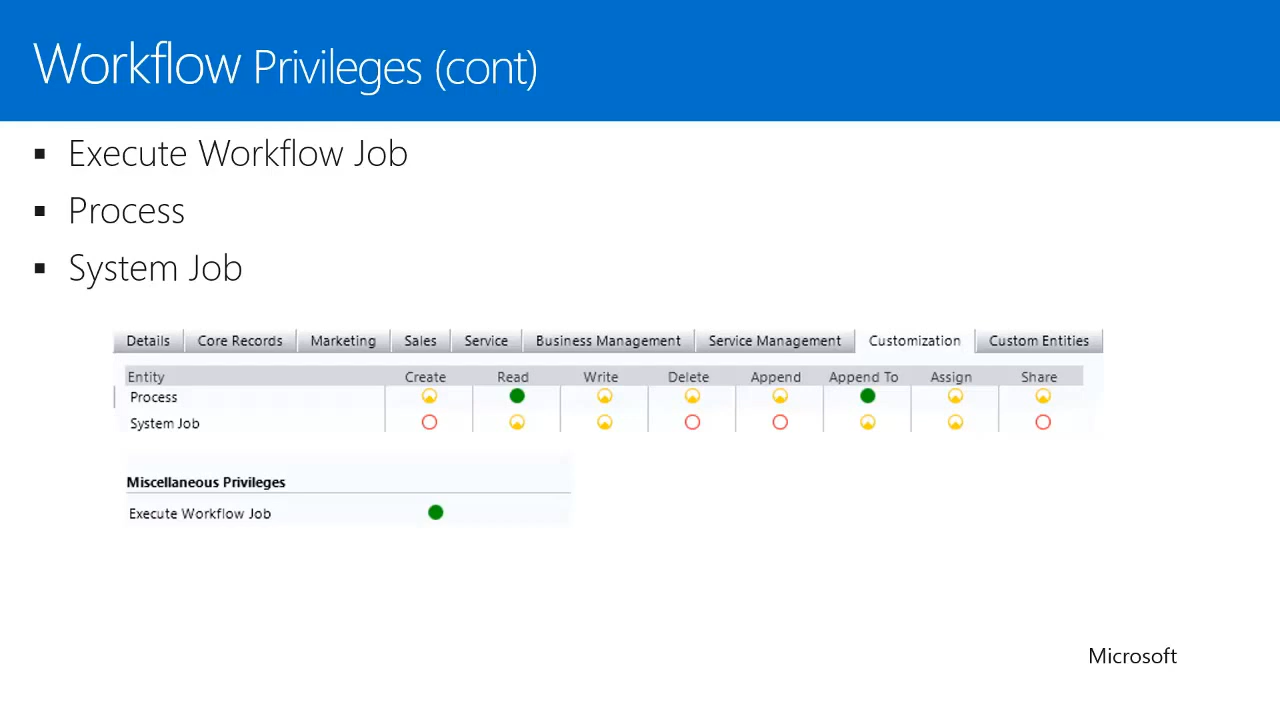 Workflow Privileges (cont)
Execute Workflow Job
Process
System Job
Details Core Records Marketing Sales Service Business Management Service Management Customization Custom Entities
Entity Create Read Write Delete Append Append To Assign Share
Process
System Job
Miscellaneous Privileges
Execute Workflow Job
Microsoft